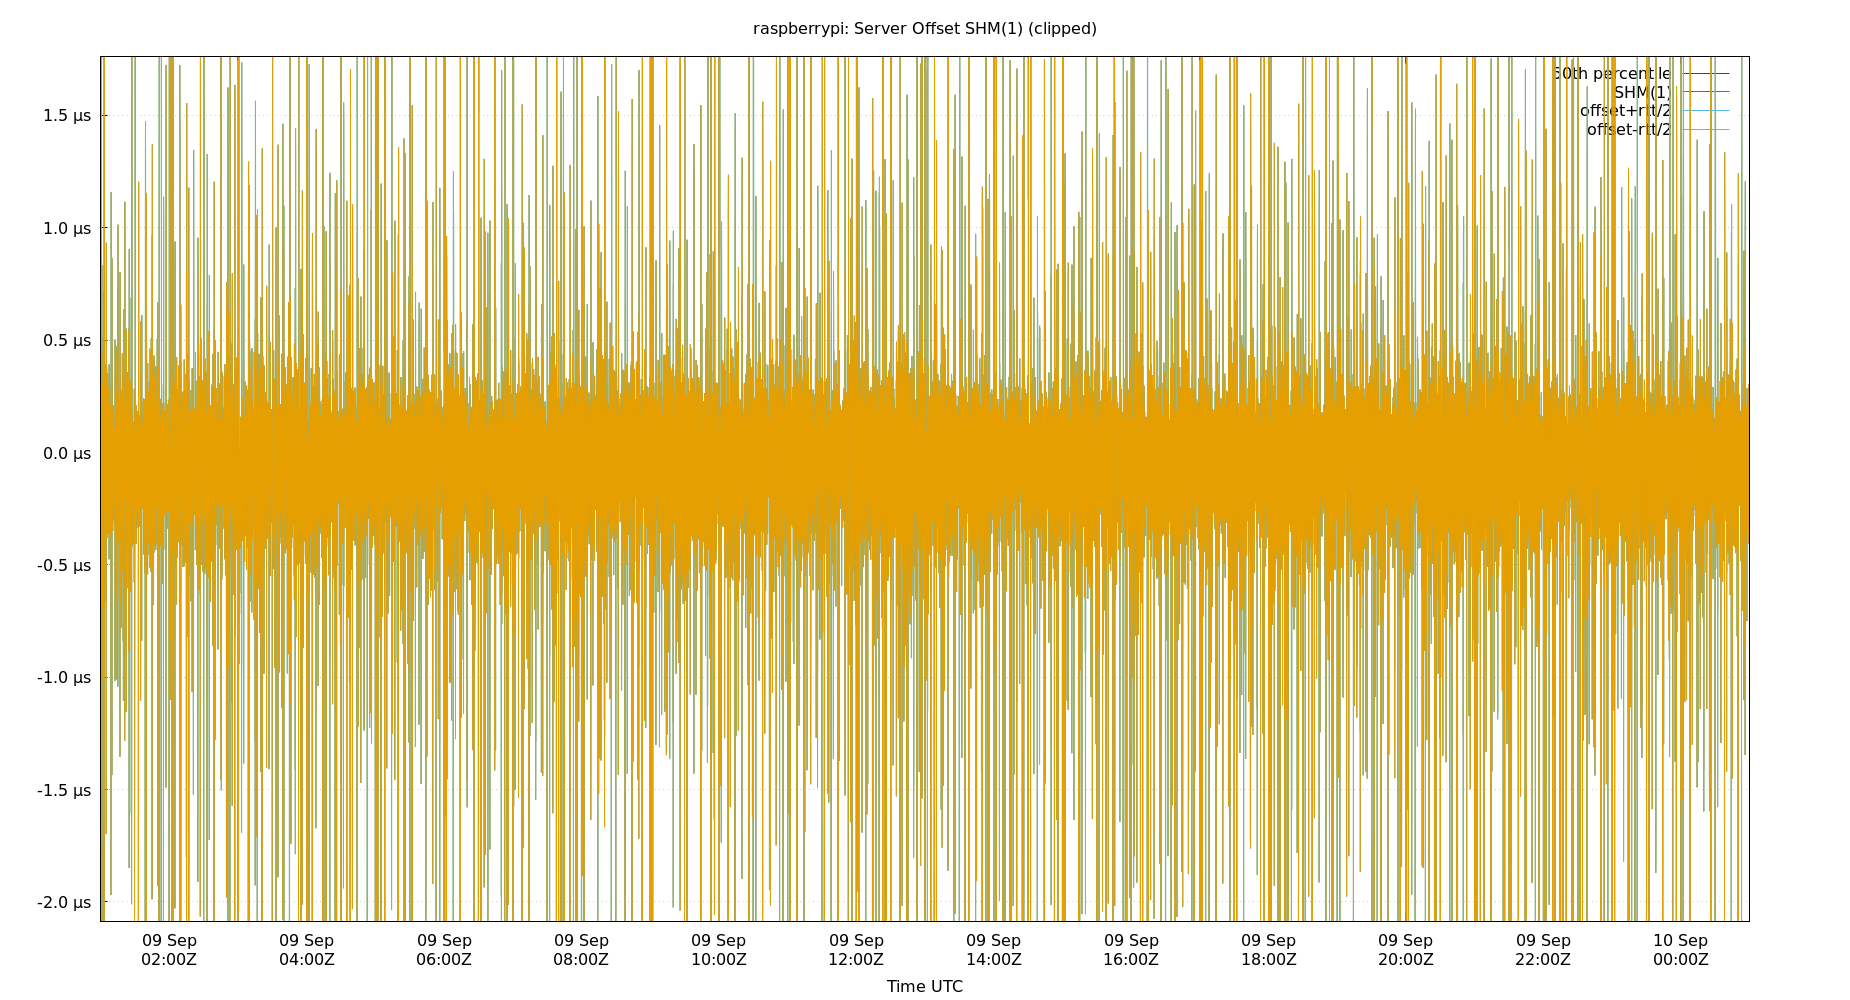 raspberrypi: Server Offset SHM(1) (clipped)
50th percentile
SHM(1)
offset+rtt/2
offset-rtt/2
1.5 µs
1.0 µs
0.5 µs
0.0 µs
-0.5 µs
-1.0 µs
-1.5 µs
-2.0 µs
09 Sep 09 Sep 09 Sep 09 Sep 09 Sep 09 Sep 09 Sep 09 Sep 09 Sep 09 Sep 09 Sep 10 Sep
02:00Z 04:00Z 06:00Z 08:00Z 10:00Z 12:00Z 14:00Z 16:00Z 18:00Z 20:00Z 22:00Z 00:00Z
Time UTC